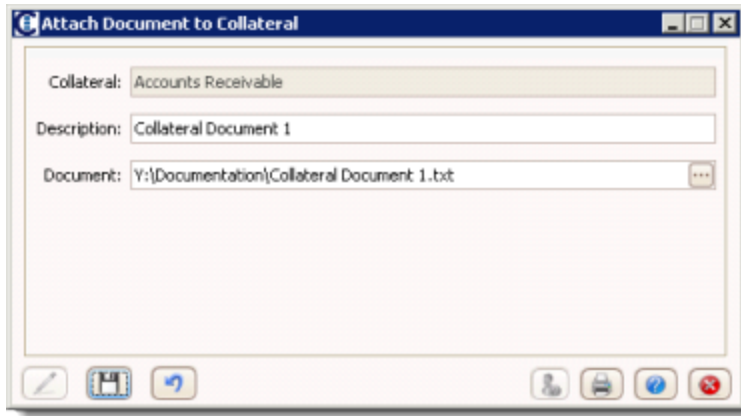 Attach Document to Collateral
Collateral: Accounts Receivable
Description: Collateral Document 1
Document: Y:\Documentation\Collateral Document 1.txt